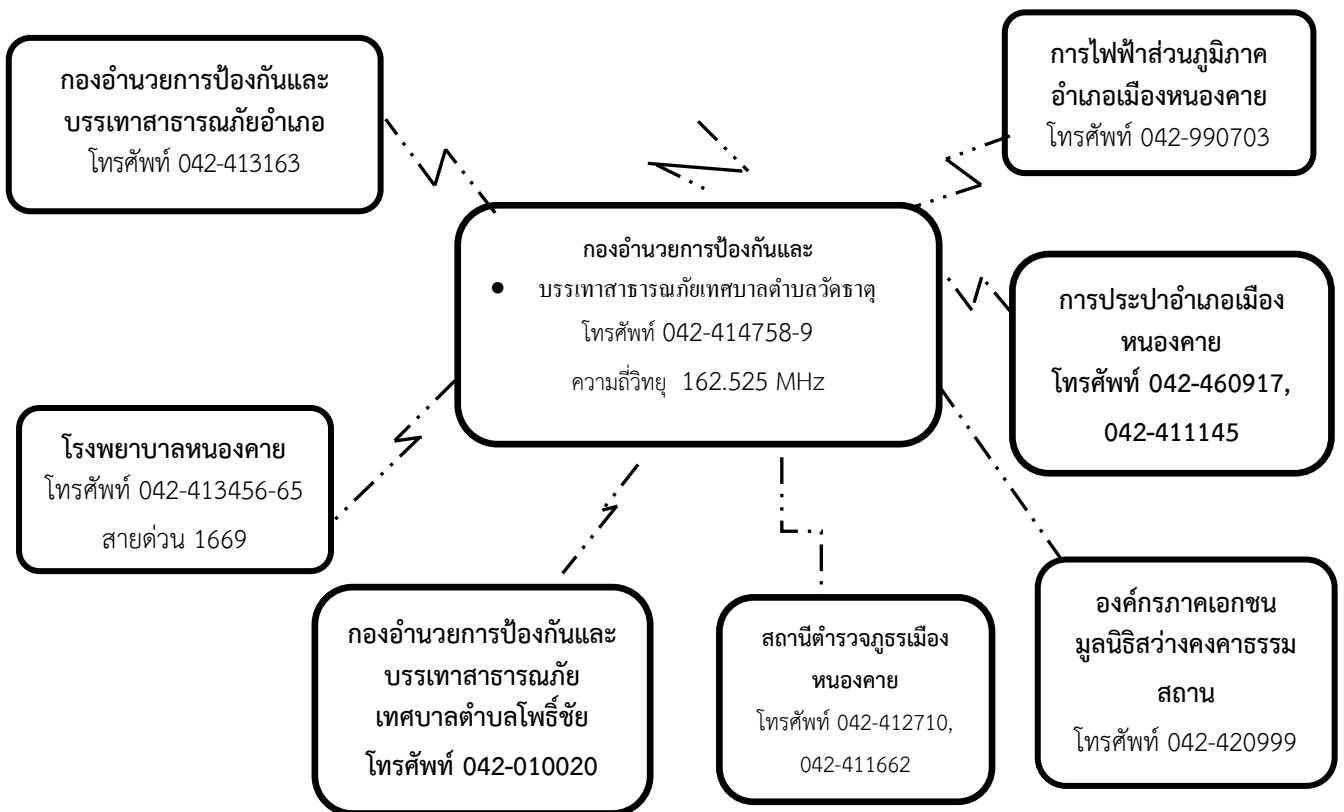 กองอำนวยการป้องกันและ
บรรเทาสาธารณภัยอำเภอ
โทรศัพท์ 042-413163
การไฟฟ้าส่วนภูมิภาค
อำเภอเมืองหนองคาย
โทรศัพท์ 042-990703
กองอำนวยการป้องกันและ
• บรรเทาสาธารณภัยเทศบาลตำบลวัดธาตุ
โทรศัพท์ 042-414758-9
ความถี่วิทยุ 162.525 MHz
การประปาอำเภอเมือง
หนองคาย
โทรศัพท์ 042-460917,
042-411145
โรงพยาบาลหนองคาย
โทรศัพท์ 042-413456-65
สายด่วน 1669
กองอำนวยการป้องกันและ
บรรเทาสาธารณภัย
เทศบาลตำบลโพธิ์ชัย
โทรศัพท์ 042-010020
สถานีตำรวจภูธรเมือง
หนองคาย
โทรศัพท์ 042-412710,
042-411662
องค์กรภาคเอกชน
มูลนิธิสว่างคงคาธรรม
สถาน
โทรศัพท์ 042-420999